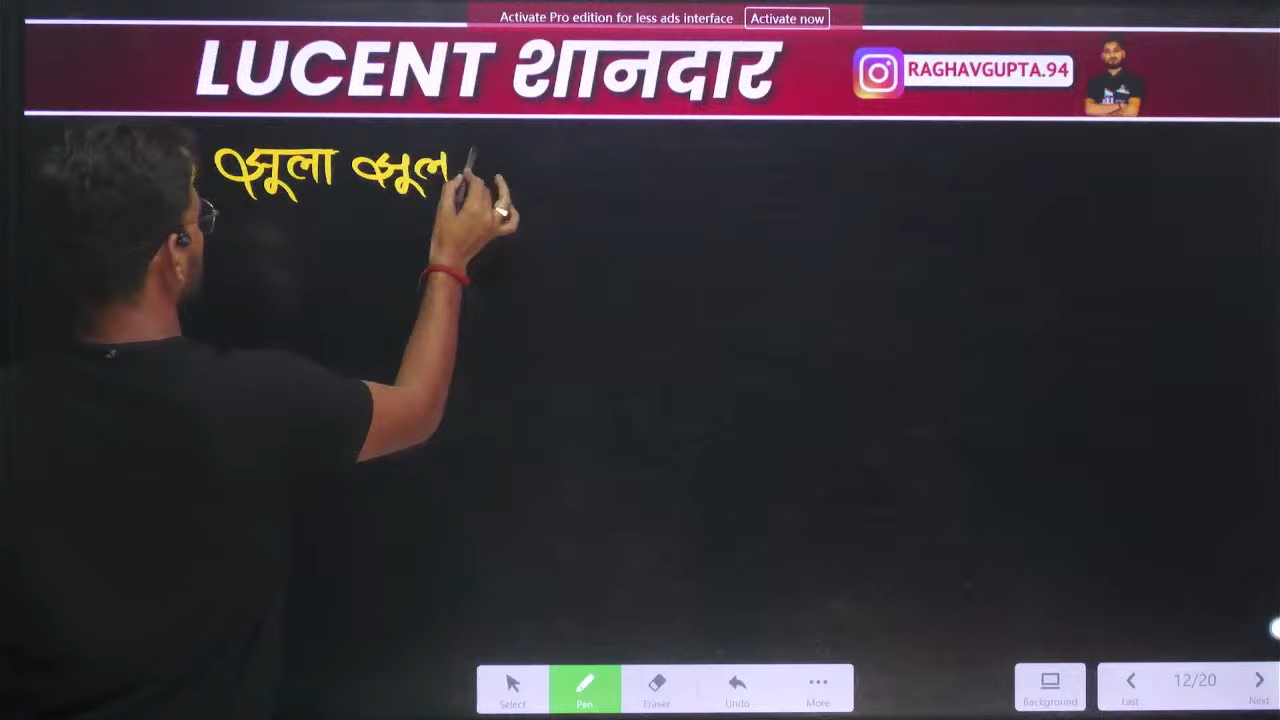 Activate Pro edition for less ads interface Activate now
LUCENT शानदार
RAGHAVGUPTA.94
झूला झूल
Select Pen Eraser Undo More Background Last 12/20 Next